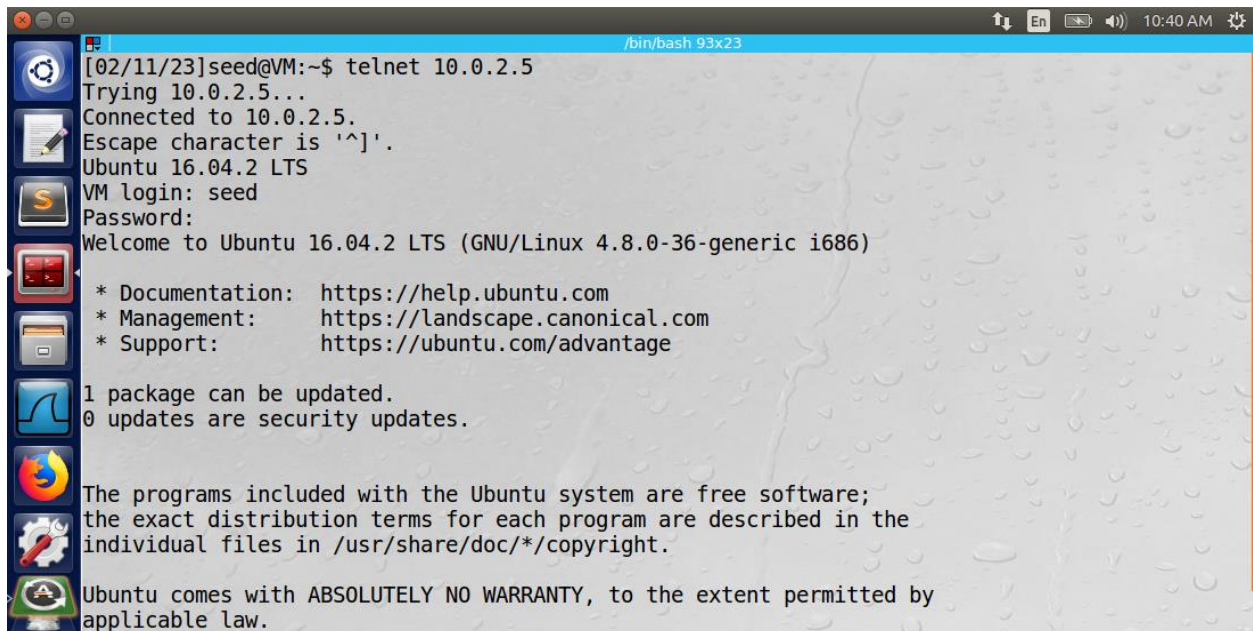 En 10:40 AM
/bin/bash 93x23
[02/11/23]seed@VM:~$ telnet 10.0.2.5
Trying 10.0.2.5...
Connected to 10.0.2.5.
Escape character is '^]'.
Ubuntu 16.04.2 LTS
VM login: seed
Password:
Welcome to Ubuntu 16.04.2 LTS (GNU/Linux 4.8.0-36-generic i686)

 * Documentation:  https://help.ubuntu.com
 * Management:     https://landscape.canonical.com
 * Support:        https://ubuntu.com/advantage

1 package can be updated.
0 updates are security updates.

The programs included with the Ubuntu system are free software;
the exact distribution terms for each program are described in the
individual files in /usr/share/doc/*/copyright.

Ubuntu comes with ABSOLUTELY NO WARRANTY, to the extent permitted by
applicable law.